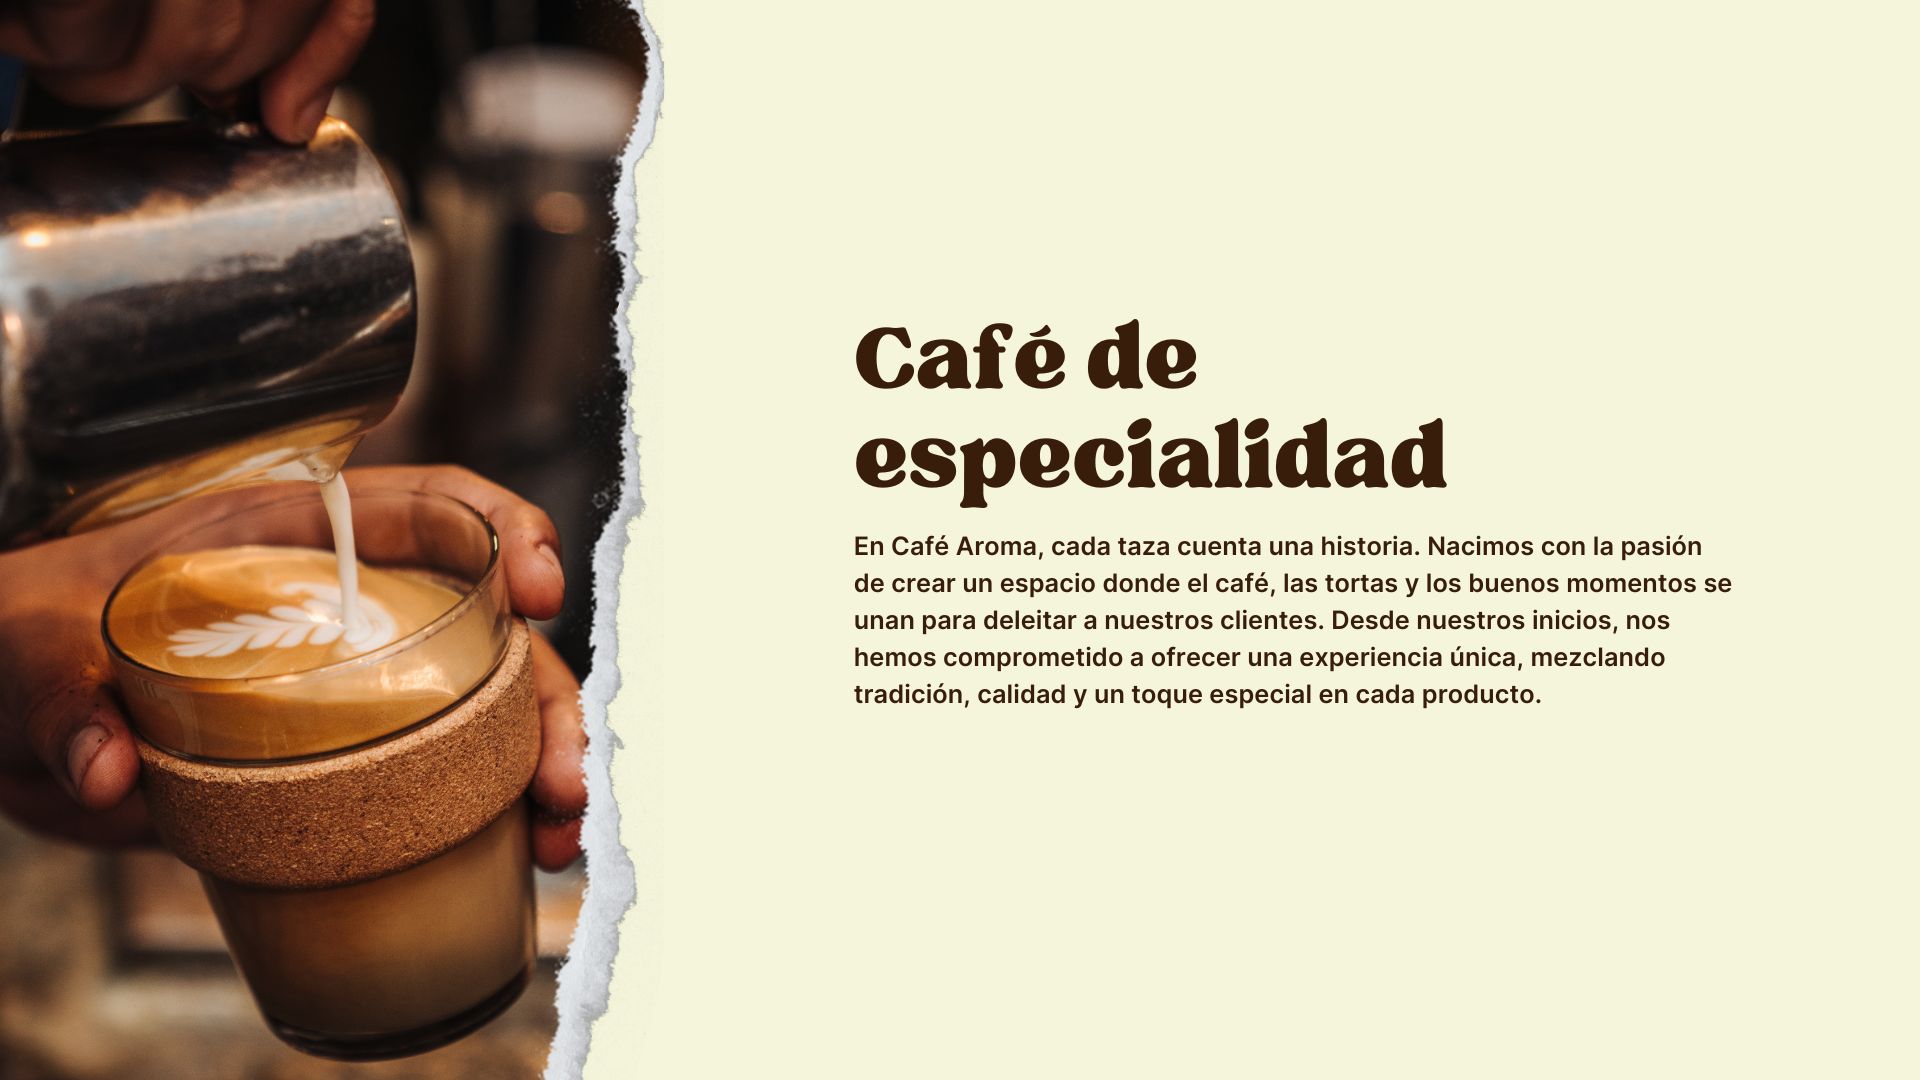 Café de
especialidad
En Café Aroma, cada taza cuenta una historia. Nacimos con la pasión
de crear un espacio donde el café, las tortas y los buenos momentos se
unan para deleitar a nuestros clientes. Desde nuestros inicios, nos
hemos comprometido a ofrecer una experiencia única, mezclando
tradición, calidad y un toque especial en cada producto.